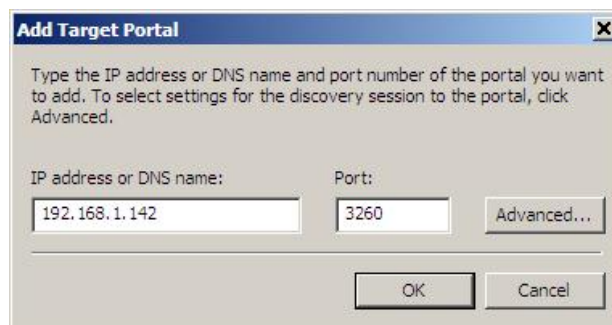 Add Target Portal
Type the IP address or DNS name and port number of the portal you want
to add. To select settings for the discovery session to the portal, click
Advanced.
IP address or DNS name: Port:
192.168.1.142 3260 Advanced...
OK Cancel